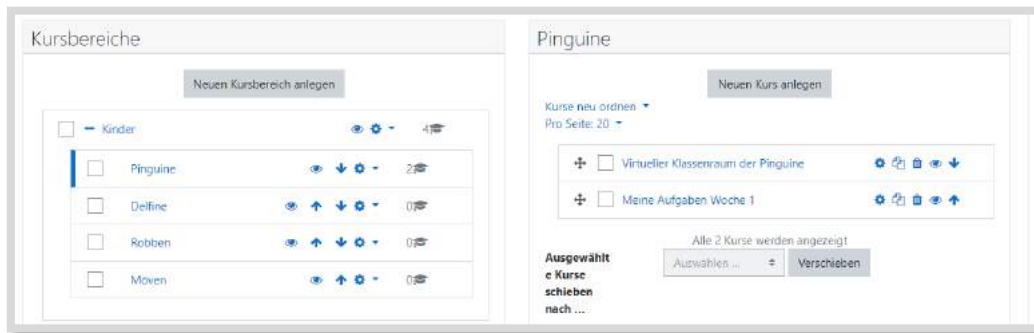 Kursbereiche
Neuen Kursbereich anlegen
Kinder 4
Pinguine 2
Delfine 0
Robben 0
Möven 0
Pinguine
Neuen Kurs anlegen
Kurse neu ordnen
Pro Seite: 20
Virtueller Klassenraum der Pinguine
Meine Aufgaben Woche 1
Alle 2 Kurse werden angezeigt
Ausgewählt
e Kurse
schieben
nach ...
Auswählen ...
Verschieben